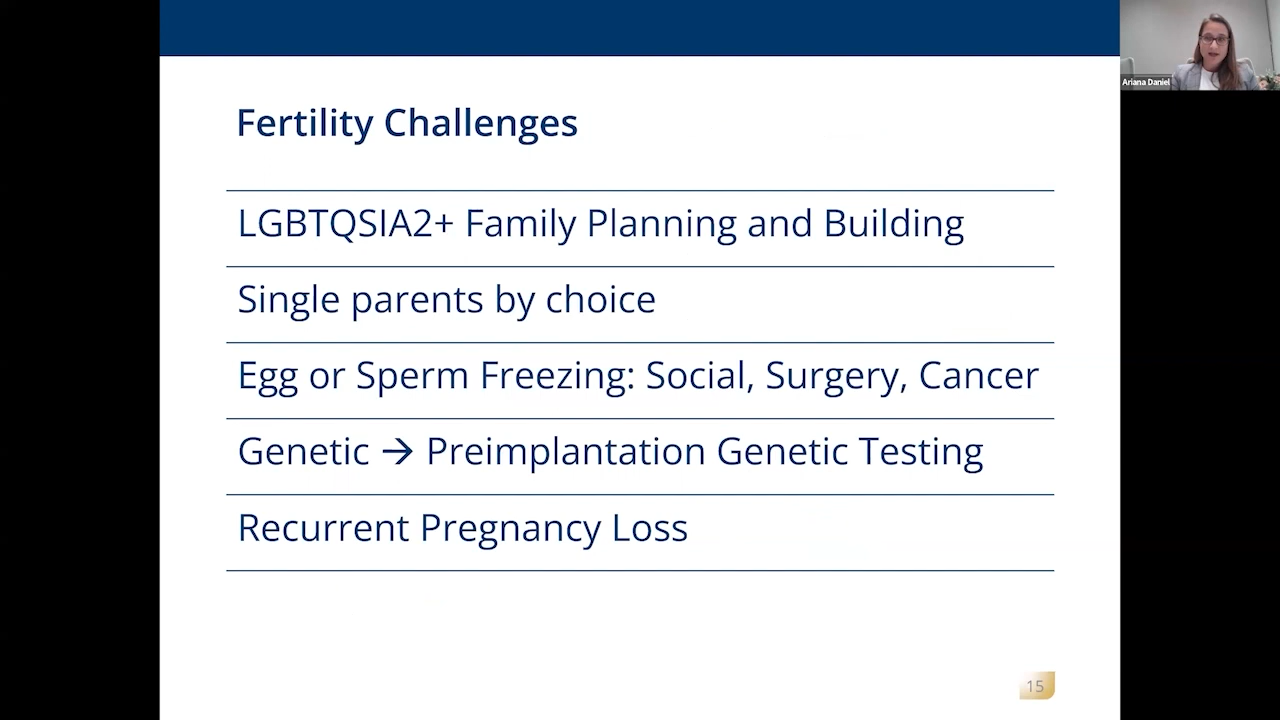 Ariana Daniel
Fertility Challenges
LGBTQSIA2+ Family Planning and Building
Single parents by choice
Egg or Sperm Freezing: Social, Surgery, Cancer
Genetic → Preimplantation Genetic Testing
Recurrent Pregnancy Loss
15